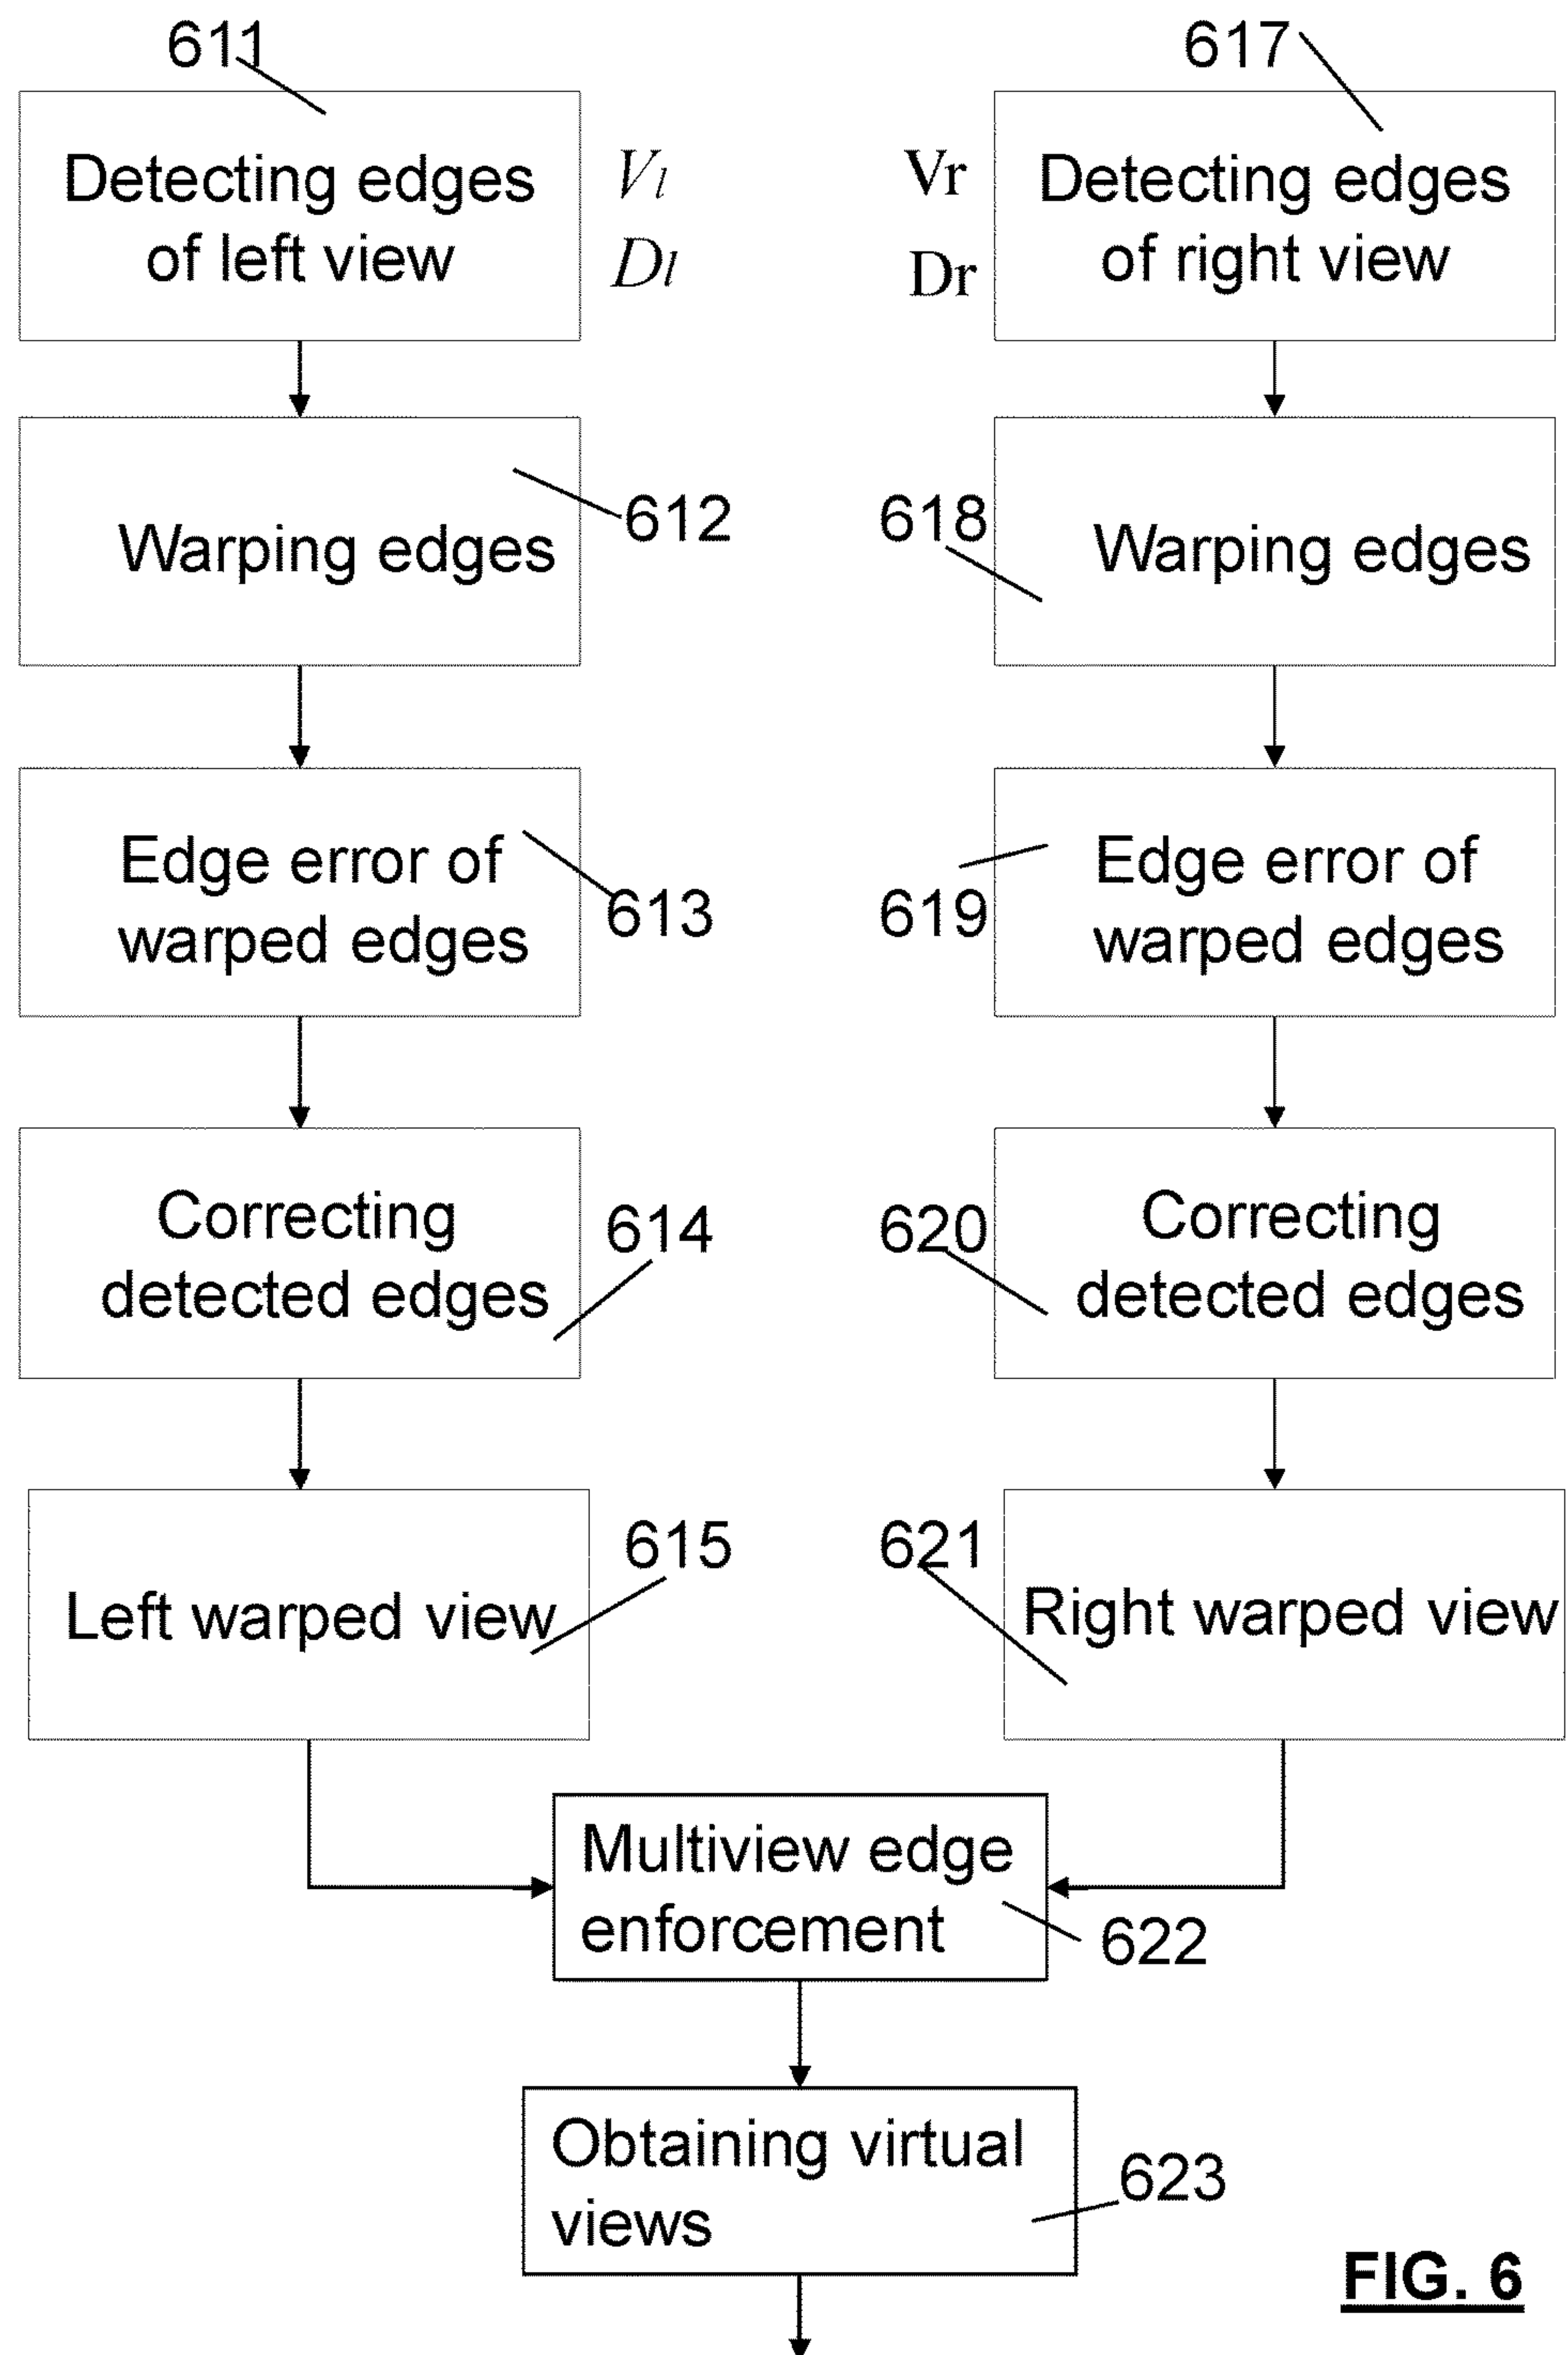 611
617
Detecting edges
of left view
Vl
Dl
Vr
Dr
Detecting edges
of right view
Warping edges
612
618
Warping edges
Edge error of
warped edges
613
619
Edge error of
warped edges
Correcting
detected edges
614
620
Correcting
detected edges
Left warped view
615
621
Right warped view
Multiview edge
enforcement
622
Obtaining virtual
views
623
FIG. 6